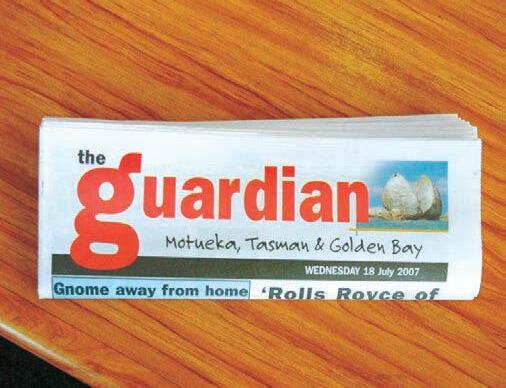 the
guardian
Motueka, Tasman & Golden Bay
WEDNESDAY 18 July 2007
Gnome away from home
'Rolls Royce of